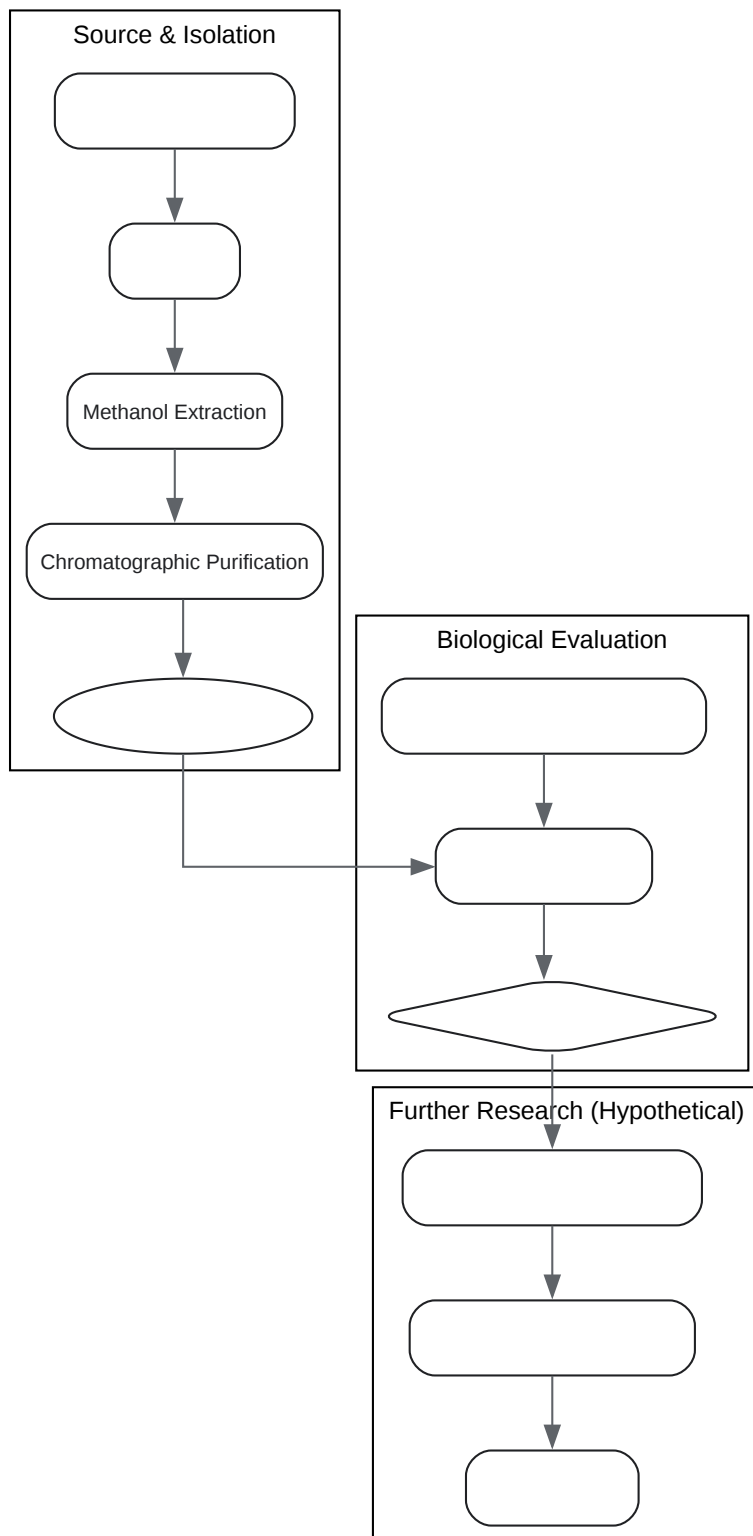 Source & Isolation
Methanol Extraction
Chromatographic Purification
Biological Evaluation
Further Research (Hypothetical)